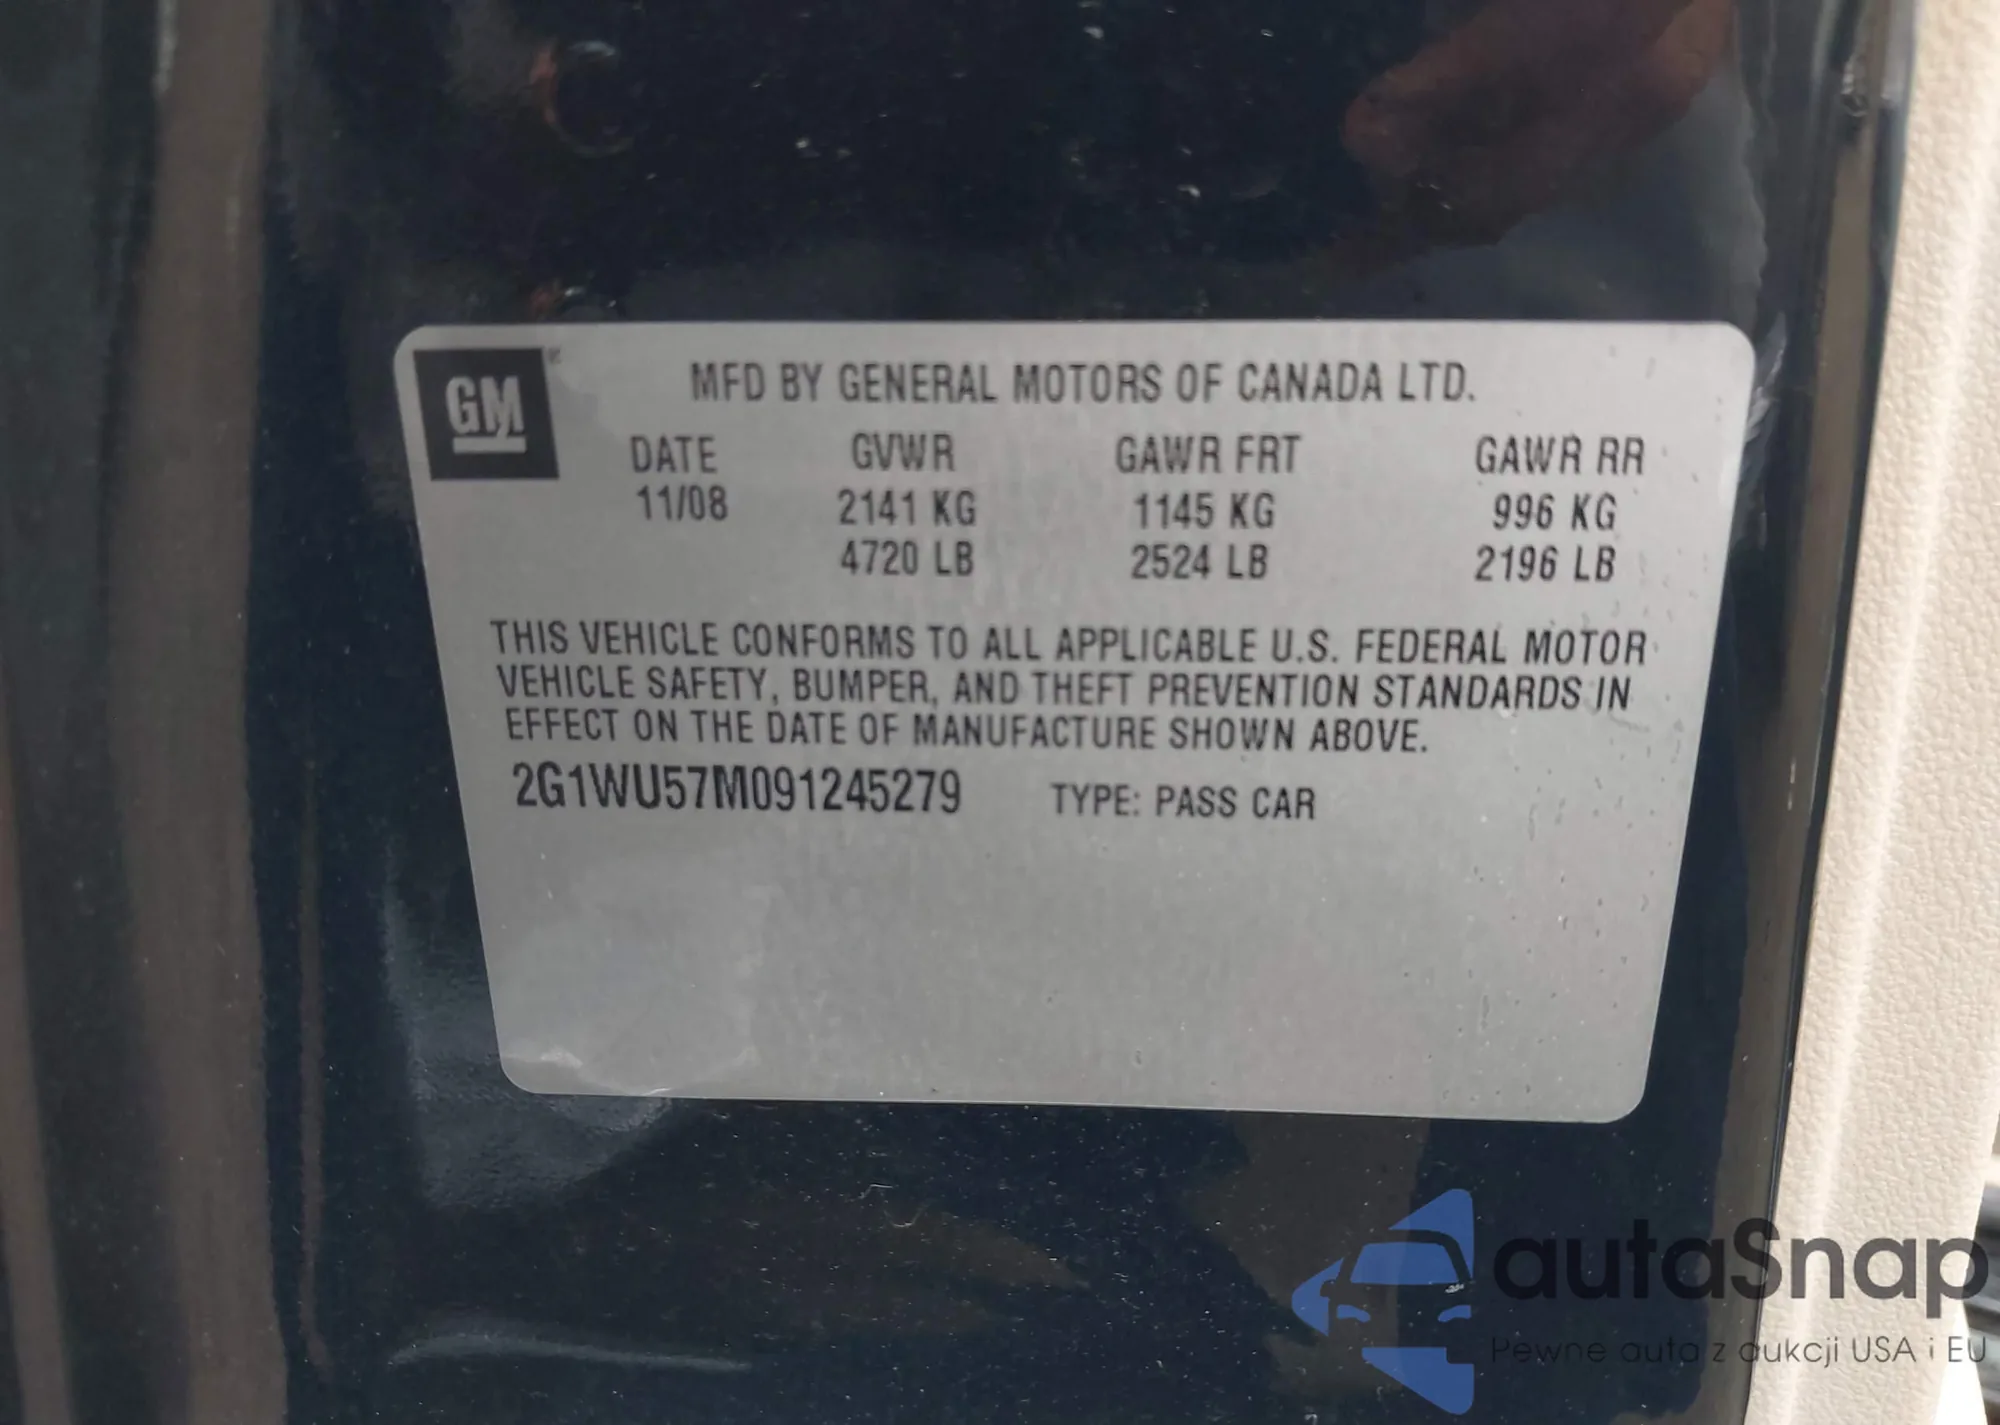 GM
MFD BY GENERAL MOTORS OF CANADA LTD.
DATE GVWR GAWR FRT GAWR RR
11/08 2141 KG 1145 KG 996 KG
4720 LB 2524 LB 2196 LB
THIS VEHICLE CONFORMS TO ALL APPLICABLE U.S. FEDERAL MOTOR
VEHICLE SAFETY, BUMPER, AND THEFT PREVENTION STANDARDS IN
EFFECT ON THE DATE OF MANUFACTURE SHOWN ABOVE.
2G1WU57M091245279 TYPE: PASS CAR
autaSnap
Pewne auta z aukcji USA i EU